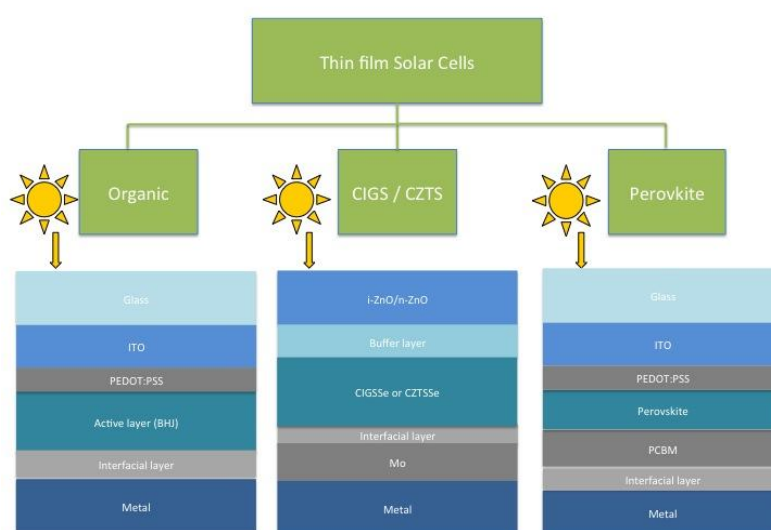 Thin film Solar Cells
Organic
CIGS / CZTS
Perovkite
Glass
ITO
PEDOT:PSS
Active layer (BHJ)
Interfacial layer
Metal
i-ZnO/n-ZnO
Buffer layer
CIGSSe or CZTSSe
Interfacial layer
Mo
Metal
Glass
ITO
PEDOT:PSS
Perovskite
PCBM
Interfacial layer
Metal